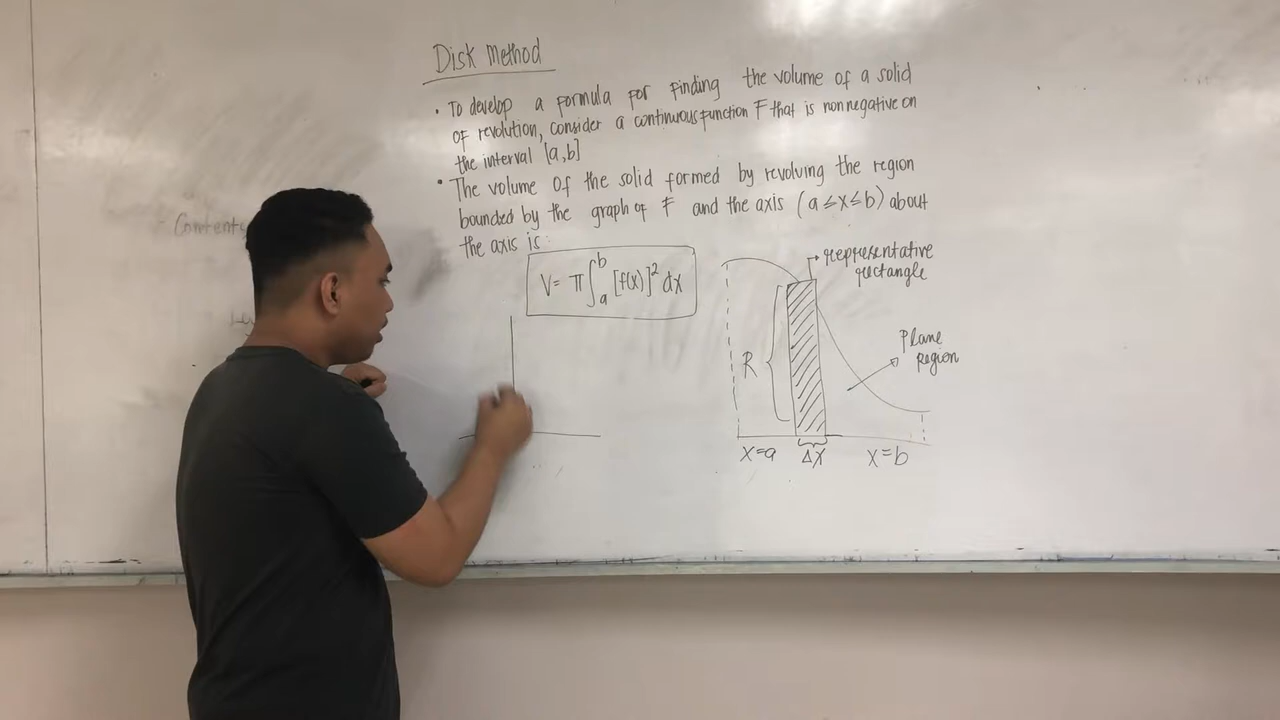 Disk Method
• To develop a formula for finding the volume of a solid
of revolution, consider a continuous function F that is nonnegative on
the interval [a,b]
• The volume of the solid formed by revolving the region
bounded by the graph of F and the axis (a≤x≤b) about
the axis is:
V= π∫ₐᵇ [f(x)]² dx
representative
rectangle
Plane
region
R
x=a Δx x=b
Contents